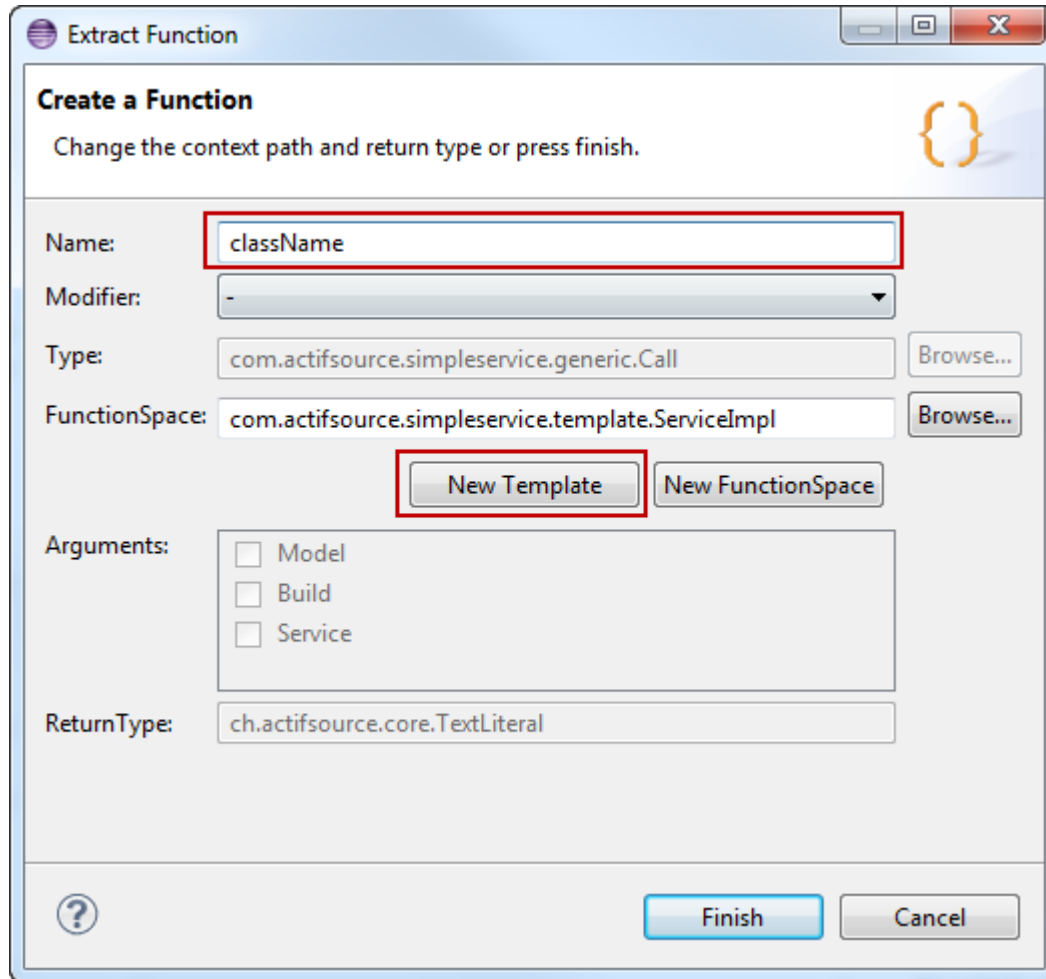 Extract Function
Create a Function
Change the context path and return type or press finish.
Name: className
Modifier: -
Type: com.actifsource.simpleservice.generic.Call Browse...
FunctionSpace: com.actifsource.simpleservice.template.ServiceImpl Browse...
New Template New FunctionSpace
Arguments: Model
Build
Service
ReturnType: ch.actifsource.core.TextLiteral
Finish Cancel